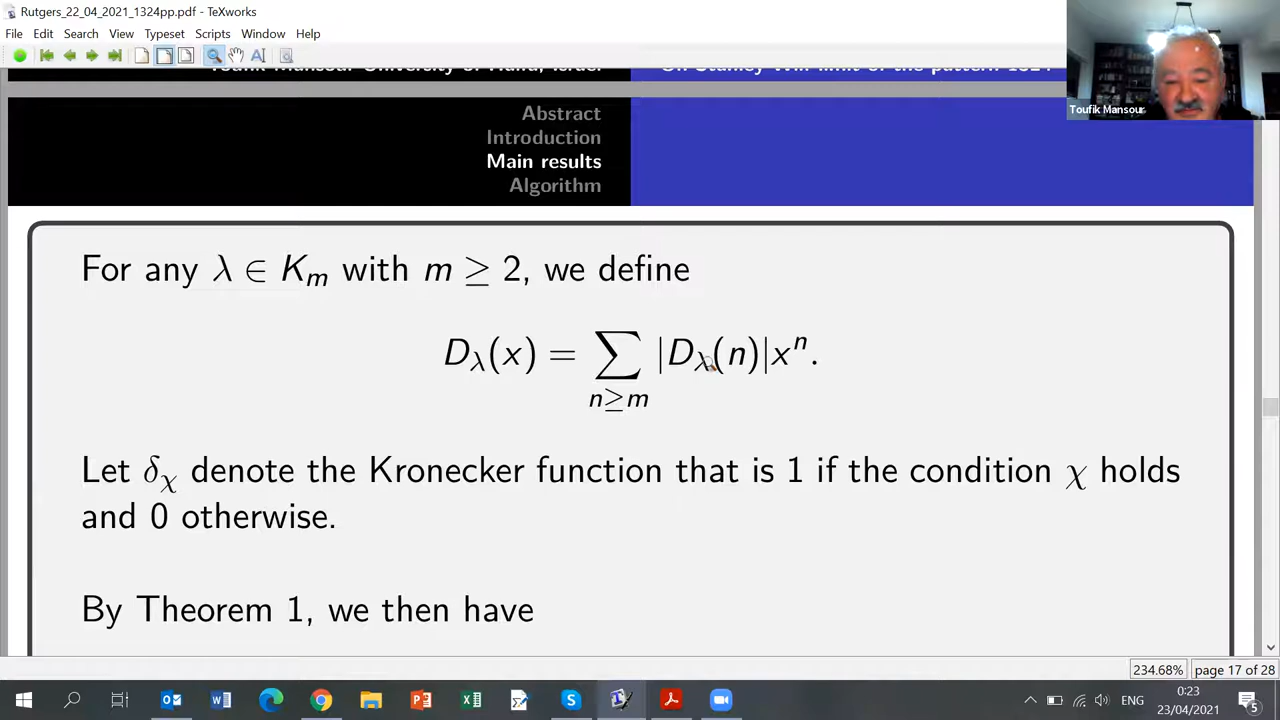 Rutgers_22_04_2021_1324pp.pdf - TeXworks
File Edit Search View Typeset Scripts Window Help
Toufik Mansour
Abstract
Introduction
Main results
Algorithm
For any λ ∈ Kₘ with m ≥ 2, we define
D_λ(x) = ∑_{n≥m} |D_λ(n)|xⁿ.
Let δ_χ denote the Kronecker function that is 1 if the condition χ holds
and 0 otherwise.
By Theorem 1, we then have
234.68% page 17 of 28
ENG
0:23
23/04/2021
5